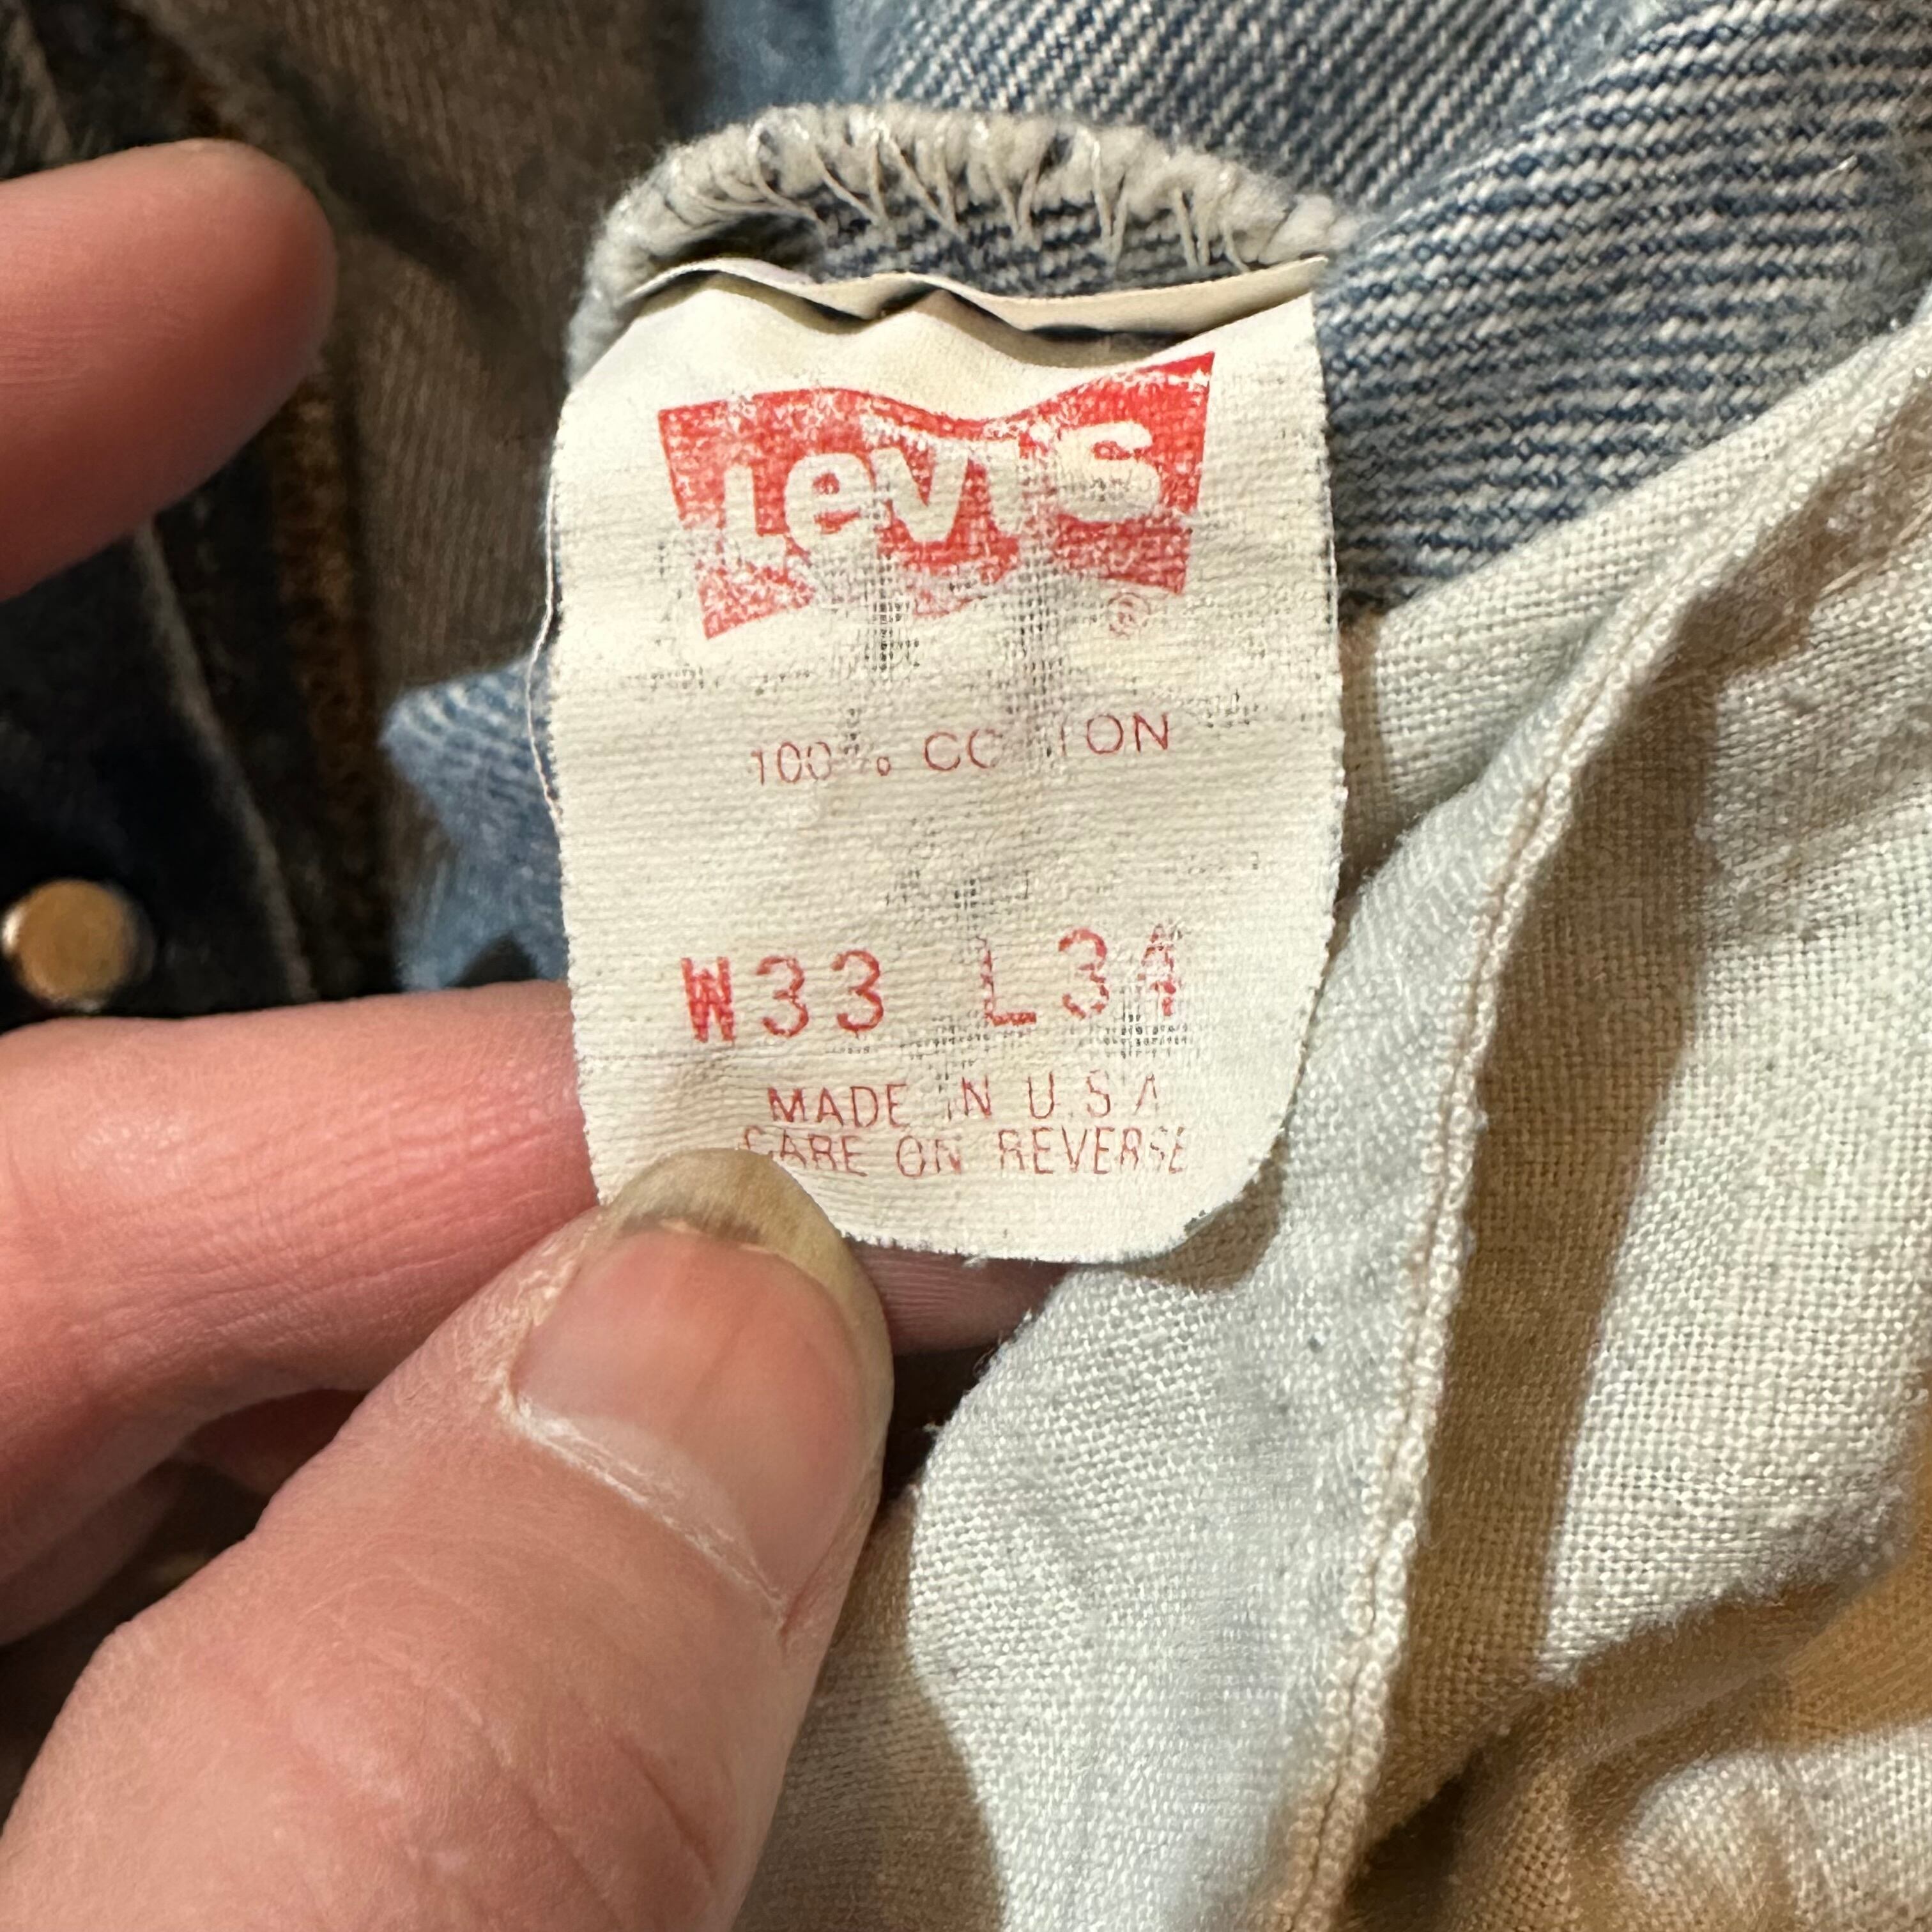 Levi's
®
100% COTTON
W33 L34
MADE IN U.S.A
CARE ON REVERSE